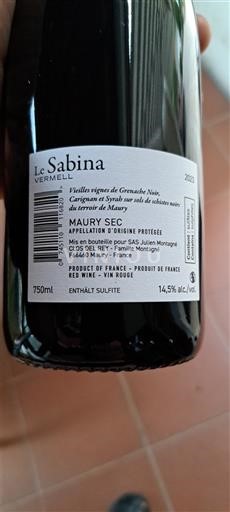 Le Sabina
VERMELL
2023
Vieilles vignes de Grenache Noir,
Carignan et Syrah sur sols de schistes noirs
du terroir de Maury
MAURY SEC
APPELLATION D'ORIGINE PROTÉGÉE
Mis en bouteille pour SAS Julien Montagné
CLOS DEL REY - Famille Montagné
66460 Maury - France
PRODUCT OF FRANCE - PRODUIT DE FRANCE
RED WINE - VIN ROUGE
750ml
ENTHÄLT SULFITE
14,5% alc./vol.